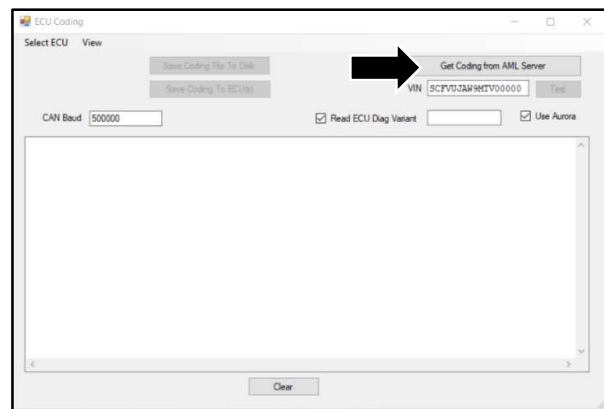 ECU Coding
Select ECU View
Save Coding File To Disk Get Coding from AML Server
Save Coding To ECU(s) VIN SCFVUJAW9MTV00000 Test
CAN Baud 500000 Read ECU Diag Variant Use Aurora
Clear